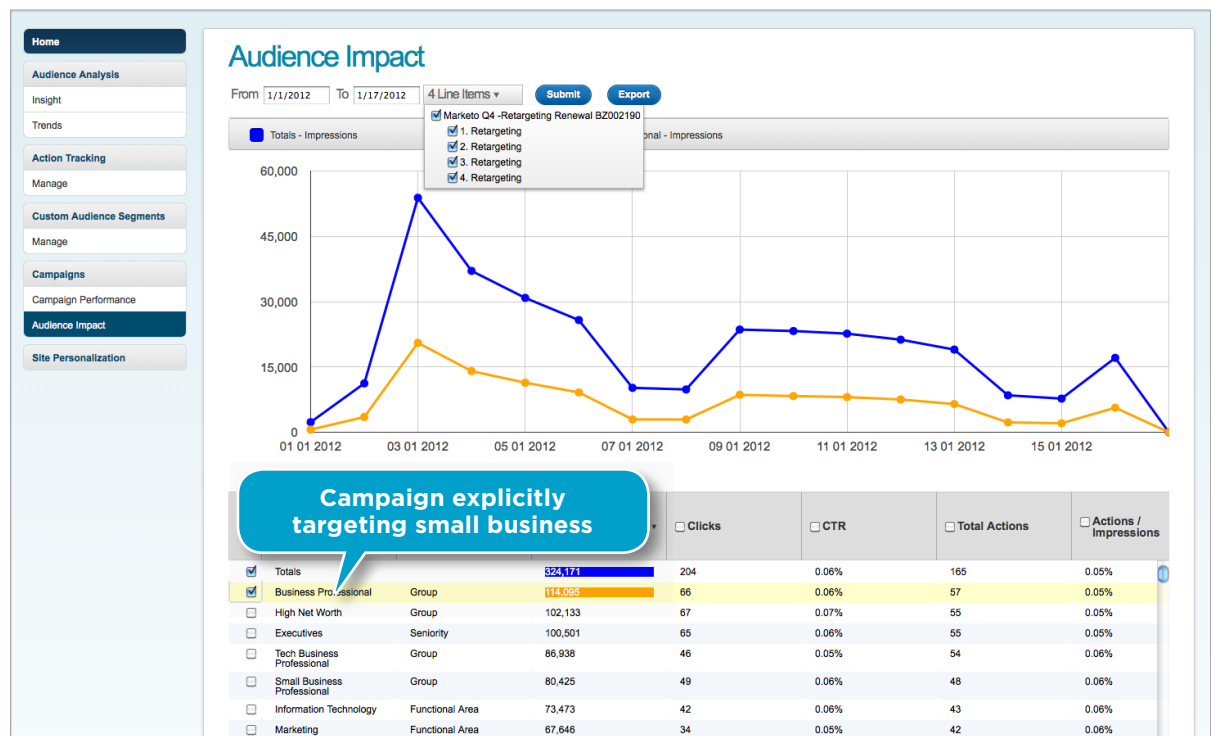 Home
Audience Analysis
Insight
Trends
Action Tracking
Manage
Custom Audience Segments
Manage
Campaigns
Campaign Performance
Audience Impact
Site Personalization
Audience Impact
From 1/1/2012 To 1/17/2012 4 Line Items ▾ Submit Export
Marketo Q4 -Retargeting Renewal BZ002190
1. Retargeting
2. Retargeting
3. Retargeting
4. Retargeting
Totals - Impressions
- Impressions
60,000
45,000
30,000
15,000
0
01 01 2012 03 01 2012 05 01 2012 07 01 2012 09 01 2012 11 01 2012 13 01 2012 15 01 2012
Campaign explicitly
targeting small business
Clicks CTR Total Actions Actions /
Impressions
Totals 324,171 204 0.06% 165 0.05%
Business Professional Group 114,095 66 0.06% 57 0.05%
High Net Worth Group 102,133 67 0.07% 55 0.05%
Executives Seniority 100,501 65 0.06% 55 0.05%
Tech Business Group 86,938 46 0.05% 54 0.06%
Professional
Small Business Group 80,425 49 0.06% 48 0.06%
Professional
Information Technology Functional Area 73,473 42 0.06% 43 0.06%
Marketing Functional Area 67,646 34 0.05% 42 0.06%